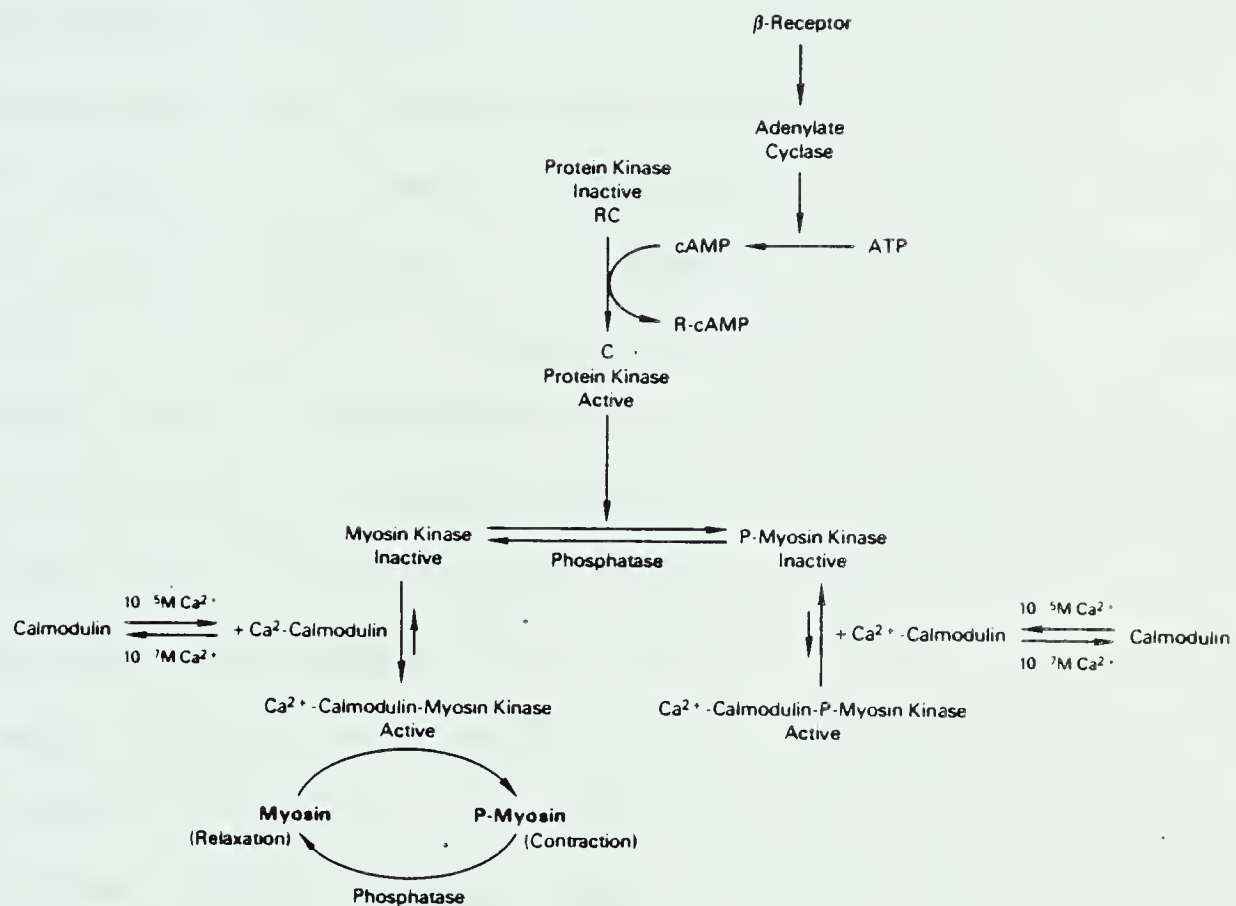 β-Receptor
Adenylate
Cyclase
Protein Kinase
Inactive
RC
cAMP
ATP
R-cAMP
C
Protein Kinase
Active
Myosin Kinase
Inactive
Phosphatase
P-Myosin Kinase
Inactive
10 ⁵M Ca²⁺
Calmodulin
+ Ca²-Calmodulin
10 ⁷M Ca²⁺
+ Ca²⁺-Calmodulin
10 ⁵M Ca²⁺
Calmodulin
10 ⁷M Ca²⁺
Ca²⁺-Calmodulin-Myosin Kinase
Active
Ca²⁺-Calmodulin-P-Myosin Kinase
Active
Myosin
(Relaxation)
P-Myosin
(Contraction)
Phosphatase